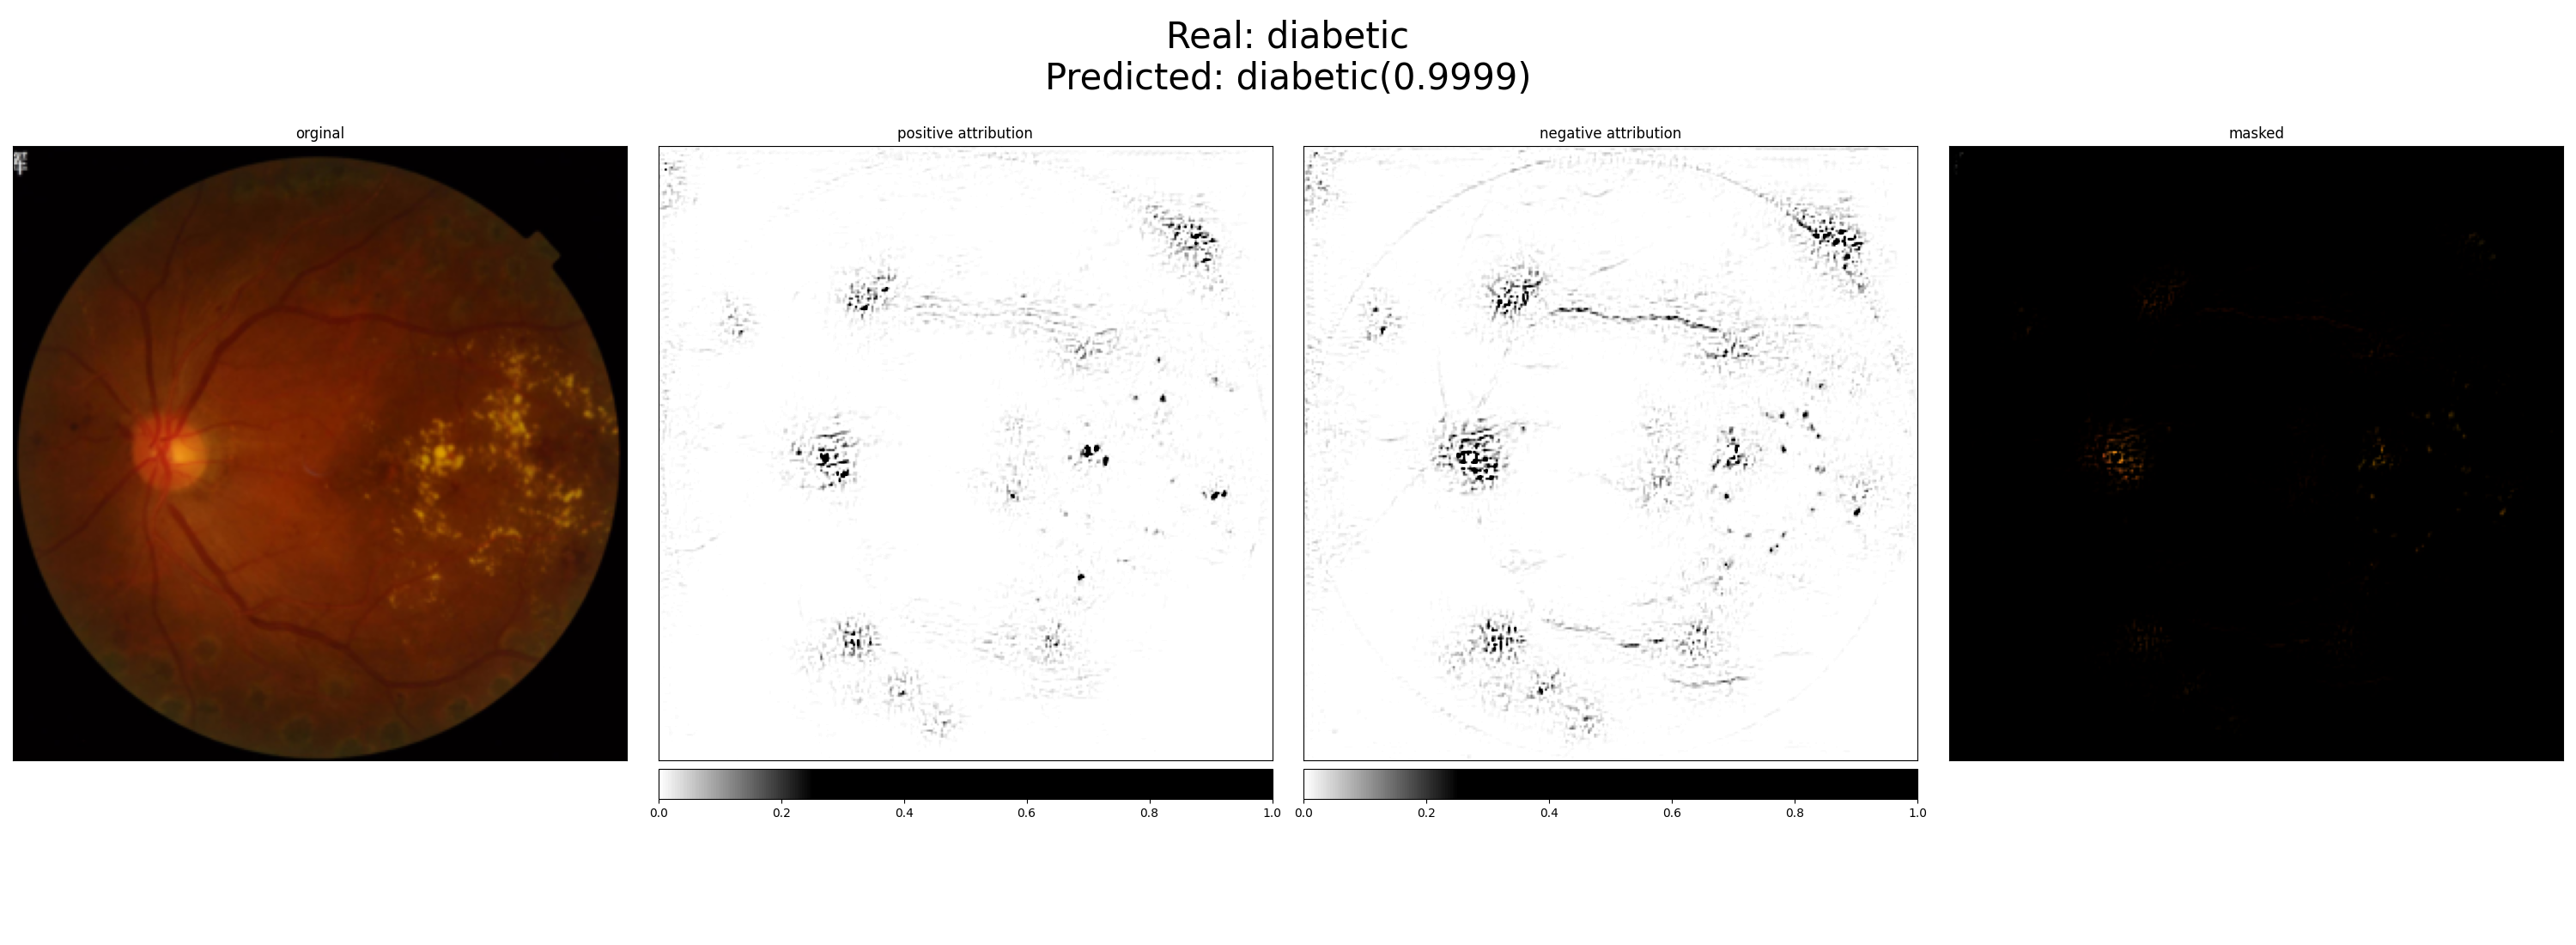 Real: diabetic
Predicted: diabetic(0.9999)
orginal
positive attribution
negative attribution
masked
0.0 0.2 0.4 0.6 0.8 1.0
0.0 0.2 0.4 0.6 0.8 1.0